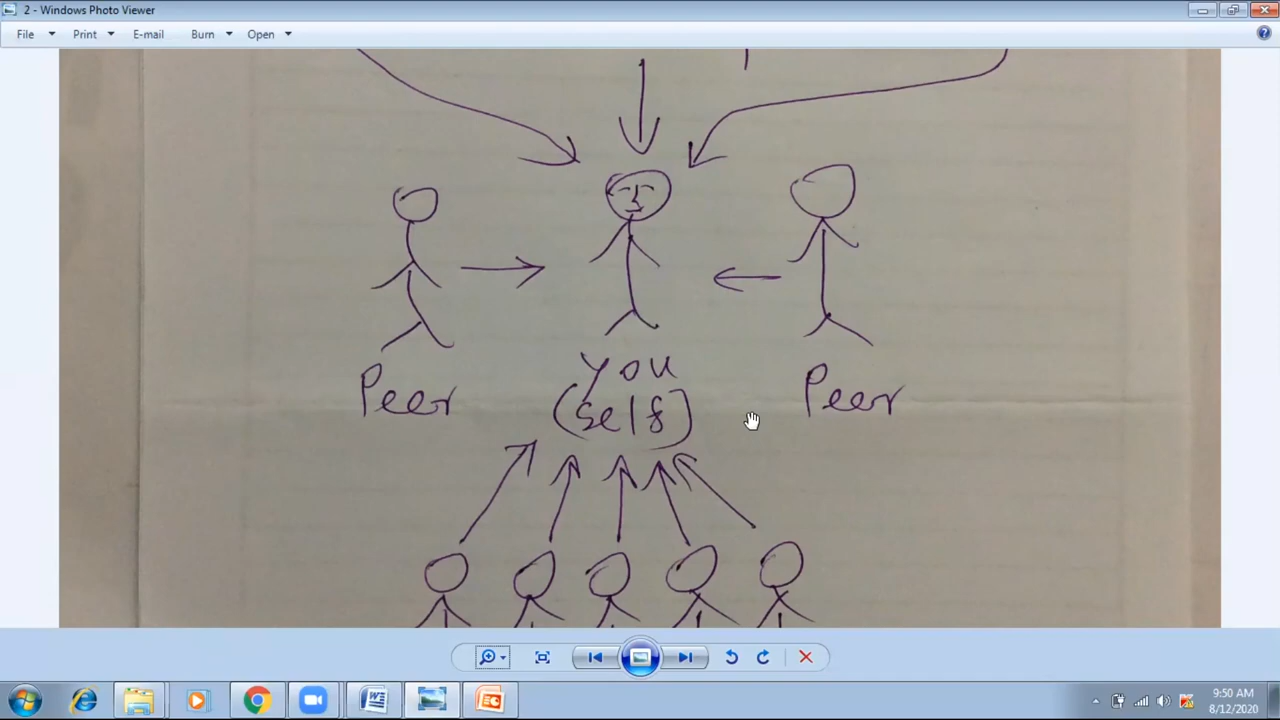 2 - Windows Photo Viewer
File Print E-mail Burn Open
Peer
You
(Self)
Peer
9:50 AM
8/12/2020